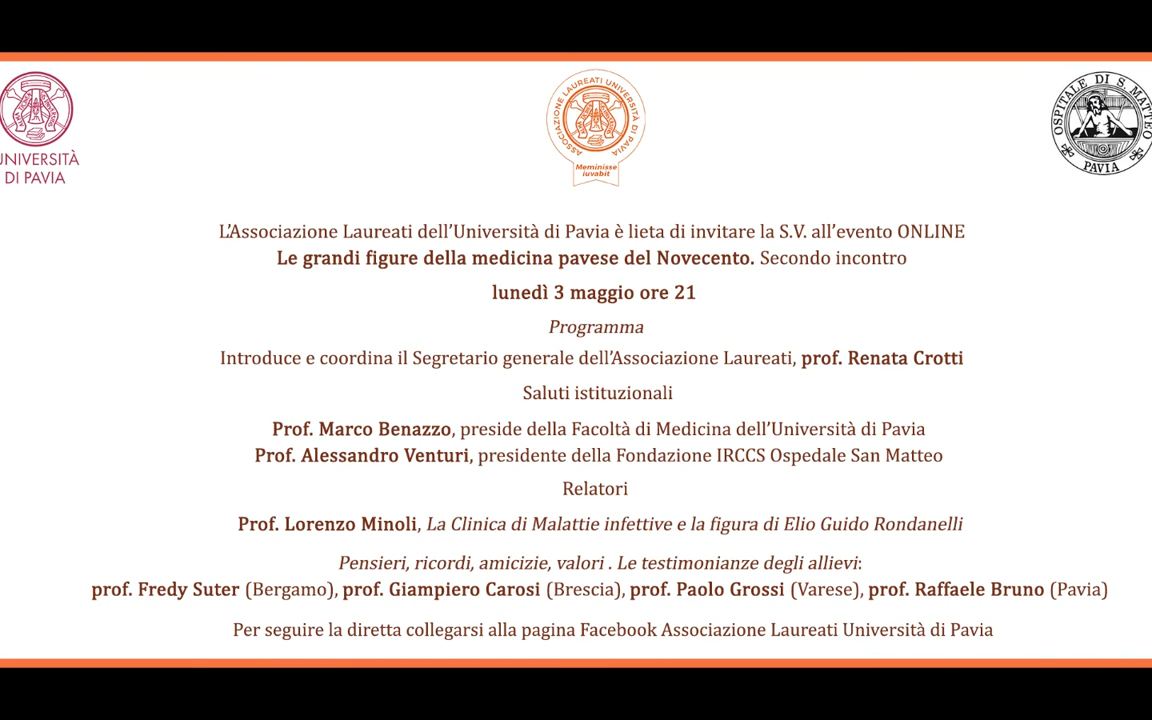 UNIVERSITÀ
DI PAVIA
ASSOCIAZIONE LAUREATI UNIVERSITÀ DI PAVIA
Meminisse
iuvabit
OSPITALE DI S. MATTEO
PAVIA
L’Associazione Laureati dell’Università di Pavia è lieta di invitare la S.V. all’evento ONLINE
Le grandi figure della medicina pavese del Novecento. Secondo incontro
lunedì 3 maggio ore 21
Programma
Introduce e coordina il Segretario generale dell’Associazione Laureati, prof. Renata Crotti
Saluti istituzionali
Prof. Marco Benazzo, preside della Facoltà di Medicina dell’Università di Pavia
Prof. Alessandro Venturi, presidente della Fondazione IRCCS Ospedale San Matteo
Relatori
Prof. Lorenzo Minoli, La Clinica di Malattie infettive e la figura di Elio Guido Rondanelli
Pensieri, ricordi, amicizie, valori . Le testimonianze degli allievi:
prof. Fredy Suter (Bergamo), prof. Giampiero Carosi (Brescia), prof. Paolo Grossi (Varese), prof. Raffaele Bruno (Pavia)
Per seguire la diretta collegarsi alla pagina Facebook Associazione Laureati Università di Pavia